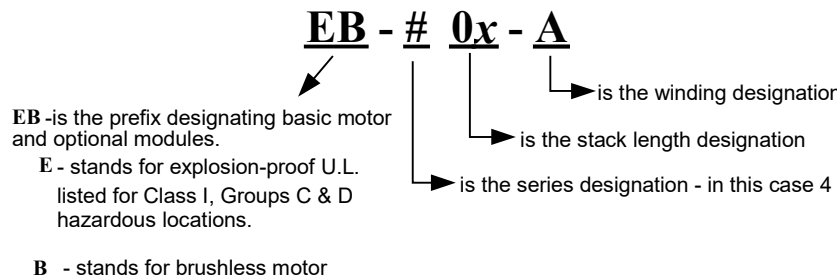 EB - # 0x - A
is the winding designation
EB -is the prefix designating basic motor
and optional modules.
is the stack length designation
E - stands for explosion-proof U.L.
listed for Class I, Groups C & D
hazardous locations.
is the series designation - in this case 4
B - stands for brushless motor